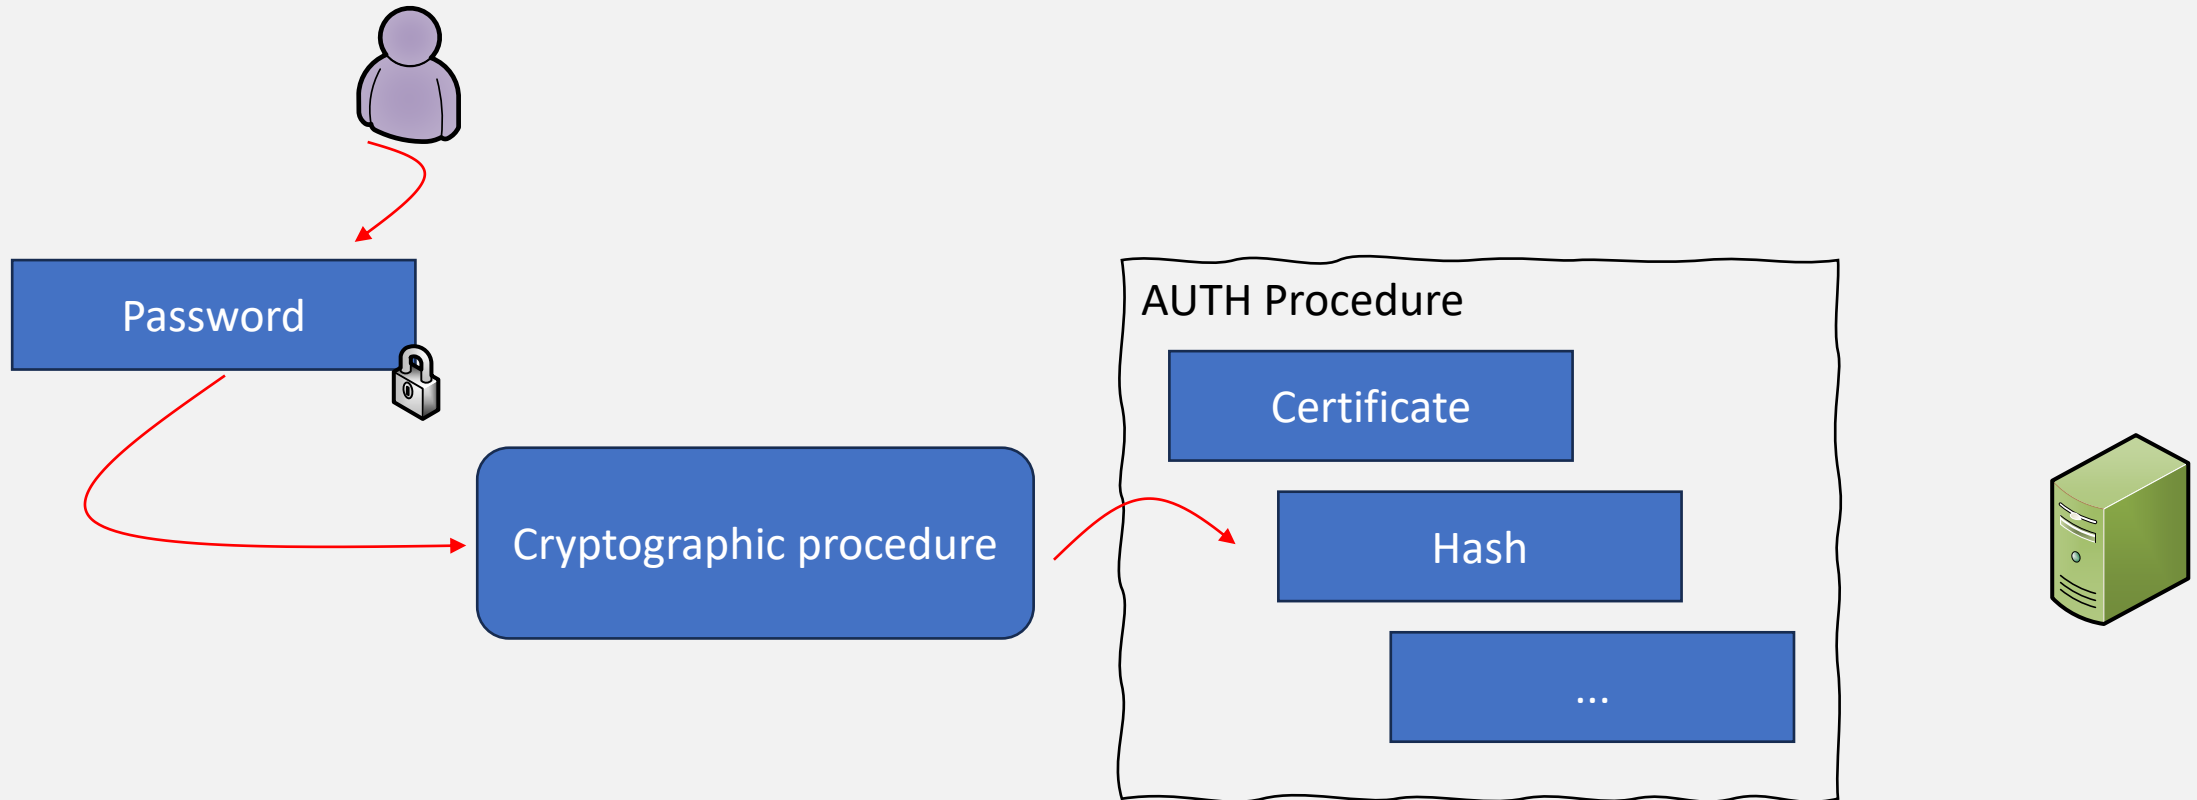 Password
AUTH Procedure
Certificate
Cryptographic procedure
Hash
...